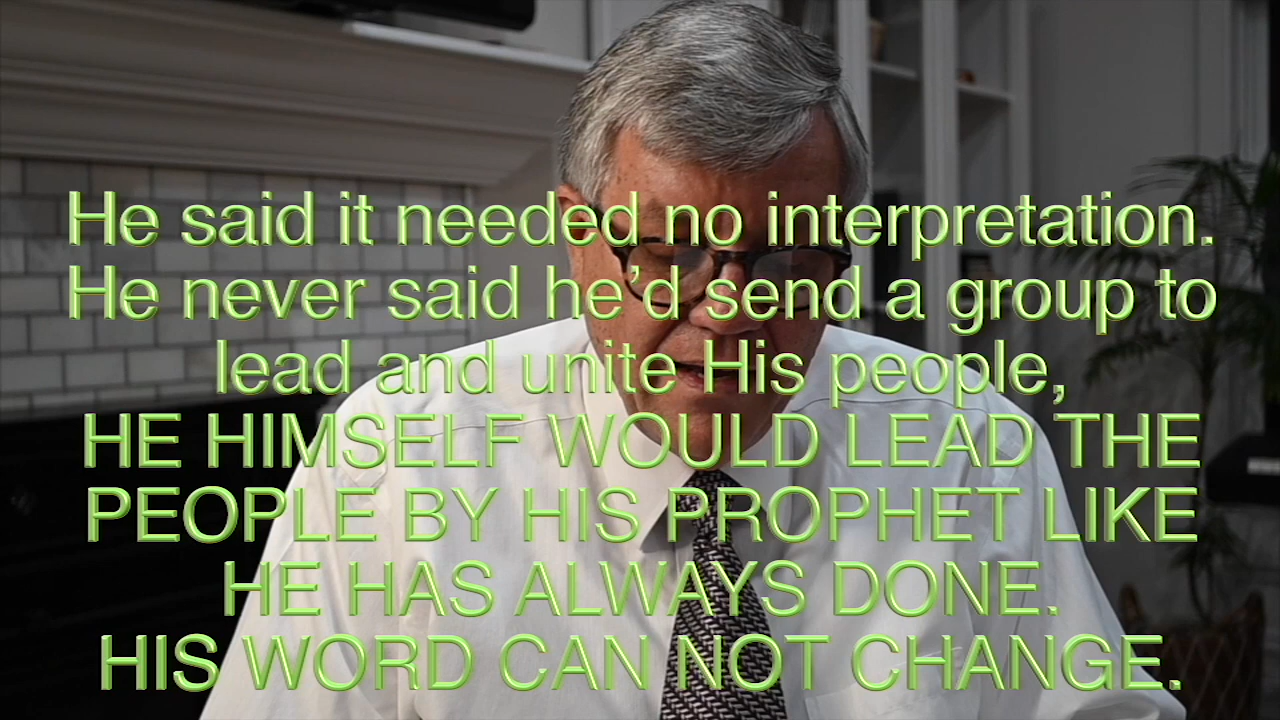 He said it needed no interpretation.
He never said he’d send a group to
lead and unite His people,
HE HIMSELF WOULD LEAD THE
PEOPLE BY HIS PROPHET LIKE
HE HAS ALWAYS DONE.
HIS WORD CAN NOT CHANGE.